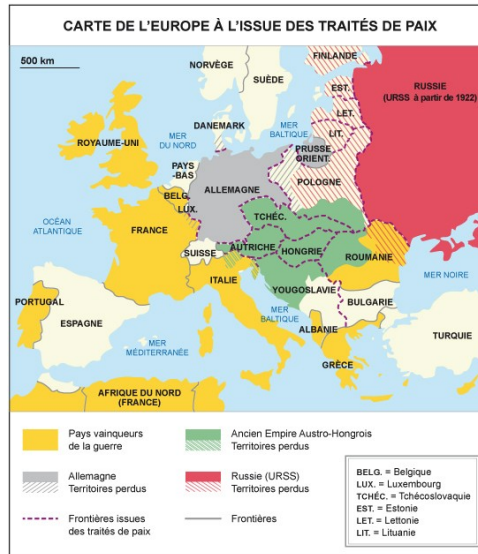 CARTE DE L'EUROPE À L'ISSUE DES TRAITÉS DE PAIX
500 km
NORVÈGE
SUÈDE
FINLANDE
RUSSIE
(URSS à partir de 1922)
EST.
LET.
LIT.
DANEMARK
MER
BALTIQUE
MER
DU NORD
ROYAUME-UNI
PRUSSE
ORIENT.
PAYS
-BAS
POLOGNE
ALLEMAGNE
BELG.
LUX.
TCHÉC.
OCÉAN
ATLANTIQUE
FRANCE
SUISSE
AUTRICHE
HONGRIE
ROUMANIE
ITALIE
YOUGOSLAVIE
MER NOIRE
BULGARIE
PORTUGAL
ESPAGNE
MER
BALTIQUE
ALBANIE
TURQUIE
MER
MÉDITERRANÉE
GRÈCE
AFRIQUE DU NORD
(FRANCE)
Pays vainqueurs
de la guerre
Ancien Empire Austro-Hongrois
Territoires perdus
Allemagne
Territoires perdus
Russie (URSS)
Territoires perdus
Frontières issues
des traités de paix
Frontières
BELG. = Belgique
LUX. = Luxembourg
TCHÉC. = Tchécoslovaquie
EST. = Estonie
LET. = Lettonie
LIT. = Lituanie